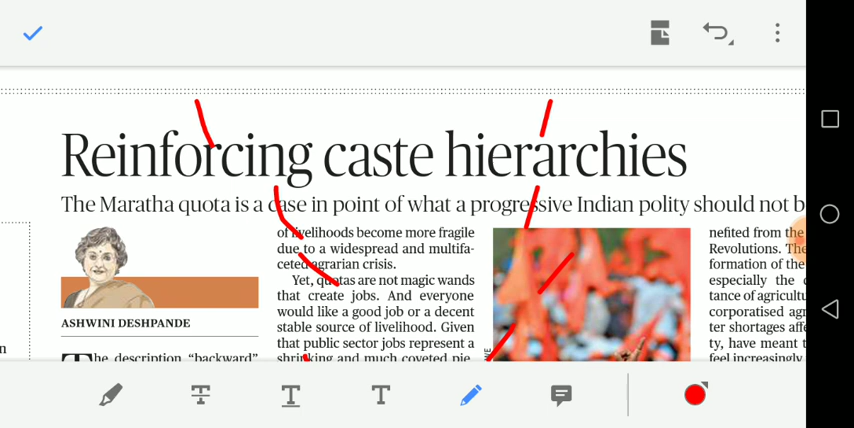 Reinforcing caste hierarchies
The Maratha quota is a case in point of what a progressive Indian polity should not b
ASHWINI DESHPANDE
The description "backward"
of livelihoods become more fragile
due to a widespread and multifa-
ceted agrarian crisis.
Yet, quotas are not magic wands
that create jobs. And everyone
would like a good job or a decent
stable source of livelihood. Given
that public sector jobs represent a
shrinking and much coveted pie,
nefited from the
Revolutions. The
formation of the
especially the
tance of agricultu
corporatised agr
ter shortages affe
ty, have meant t
feel increasingly